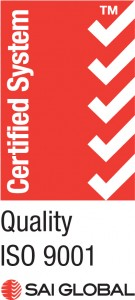 Certified System
TM
Quality
ISO 9001
SAI GLOBAL